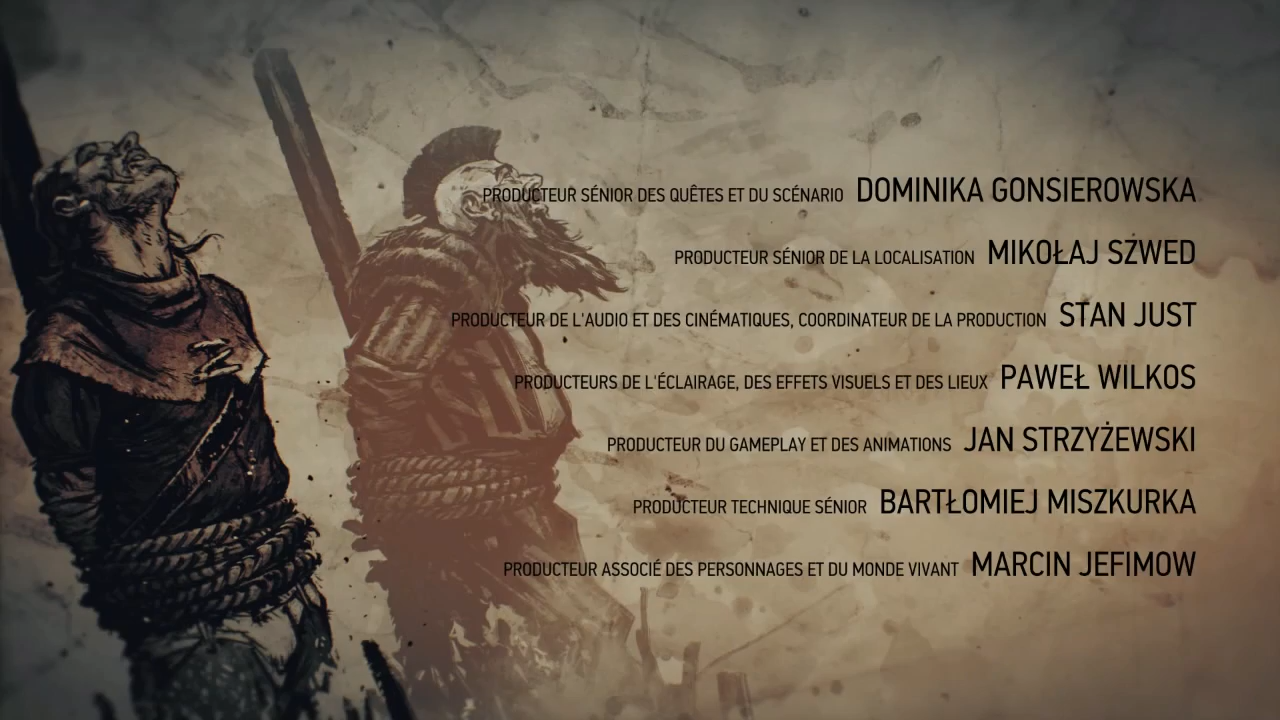 PRODUCTEUR SÉNIOR DES QUÊTES ET DU SCÉNARIO DOMINIKA GONSIEROWSKA
PRODUCTEUR SÉNIOR DE LA LOCALISATION MIKOŁAJ SZWED
PRODUCTEUR DE L'AUDIO ET DES CINÉMATIQUES, COORDINATEUR DE LA PRODUCTION STAN JUST
PRODUCTEURS DE L'ÉCLAIRAGE, DES EFFETS VISUELS ET DES LIEUX PAWEŁ WILKOS
PRODUCTEUR DU GAMEPLAY ET DES ANIMATIONS JAN STRZYŻEWSKI
PRODUCTEUR TECHNIQUE SÉNIOR BARTŁOMIEJ MISZKURKA
PRODUCTEUR ASSOCIÉ DES PERSONNAGES ET DU MONDE VIVANT MARCIN JEFIMOW